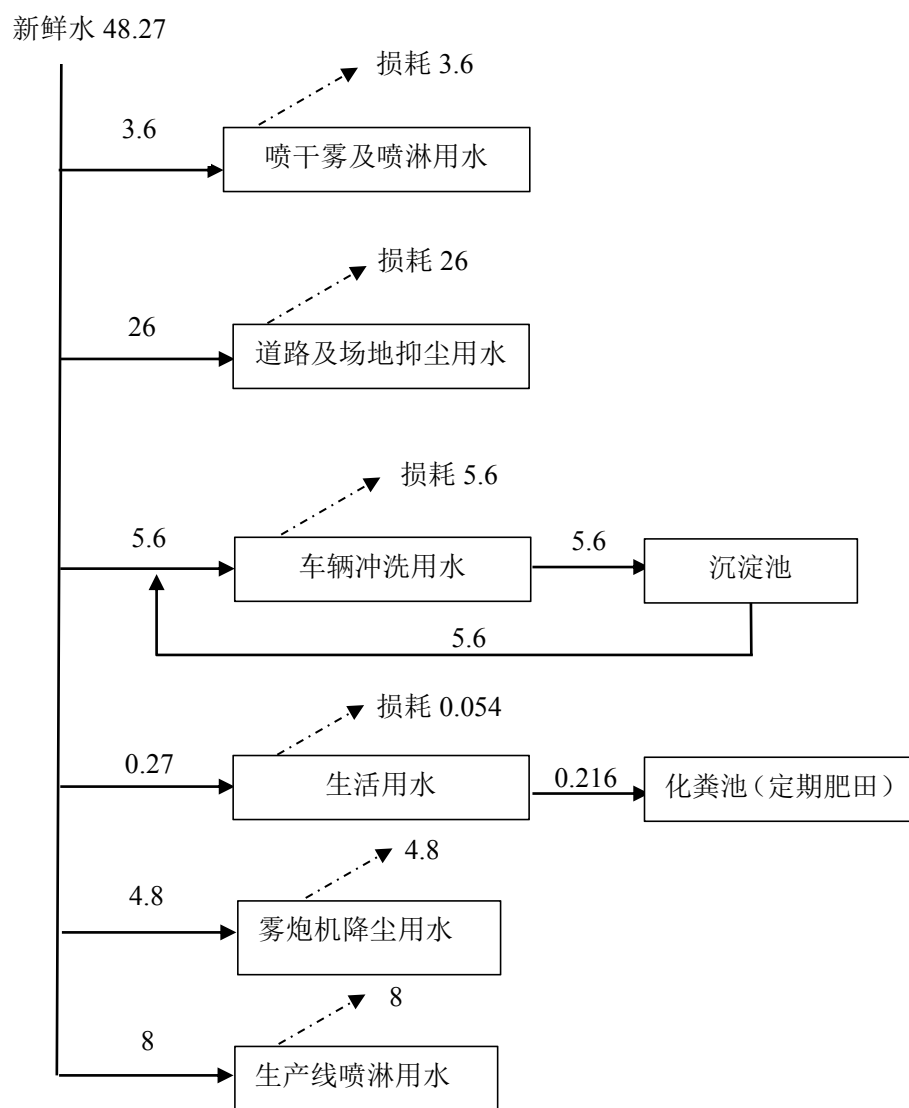 新鲜水 48.27
损耗 3.6
3.6
喷干雾及喷淋用水
损耗 26
26
道路及场地抑尘用水
损耗 5.6
5.6
车辆冲洗用水
5.6
沉淀池
5.6
损耗 0.054
0.27
生活用水
0.216
化粪池（定期肥田）
4.8
4.8
雾炮机降尘用水
8
8
生产线喷淋用水